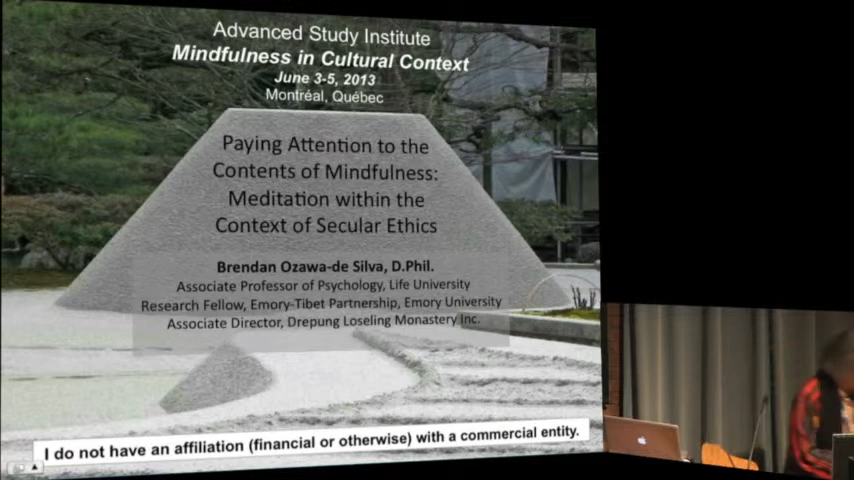 Advanced Study Institute
Mindfulness in Cultural Context
June 3-5, 2013
Montréal, Québec
Paying Attention to the
Contents of Mindfulness:
Meditation within the
Context of Secular Ethics
Brendan Ozawa-de Silva, D.Phil.
Associate Professor of Psychology, Life University
Research Fellow, Emory-Tibet Partnership, Emory University
Associate Director, Drepung Loseling Monastery Inc.
I do not have an affiliation (financial or otherwise) with a commercial entity.